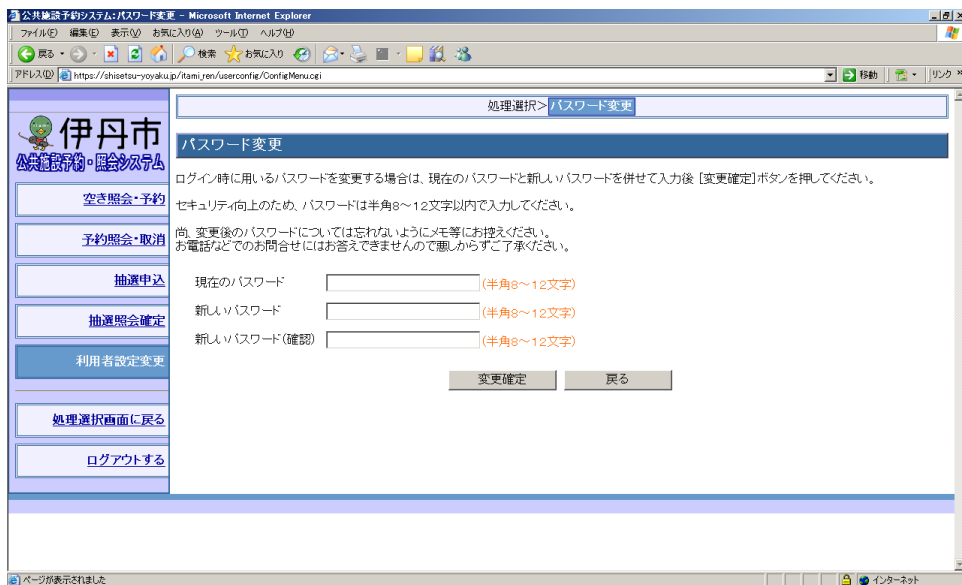 公共施設予約システム:パスワード変更 - Microsoft Internet Explorer
ファイル(F) 編集(E) 表示(V) お気に入り(A) ツール(T) ヘルプ(H)
戻る 検索 お気に入り
アドレス(D) https://shisetsu-yoyaku.jp/itami_ren/userconfig/ConfigMenu.cgi 移動 リンク
処理選択>パスワード変更
伊丹市
公共施設予約・照会システム
パスワード変更
ログイン時に用いるパスワードを変更する場合は、現在のパスワードと新しいパスワードを併せて入力後 [変更確定]ボタンを押してください。
セキュリティ向上のため、パスワードは半角8～12文字以内で入力してください。
尚、変更後のパスワードについては忘れないようにメモ等にお控えください。
お電話などでのお問合せにはお答えできませんので悪しからずご了承ください。
現在のパスワード (半角8～12文字)
新しいパスワード (半角8～12文字)
新しいパスワード(確認) (半角8～12文字)
変更確定 戻る
空き照会・予約
予約照会・取消
抽選申込
抽選照会確定
利用者設定変更
処理選択画面に戻る
ログアウトする
ページが表示されました インターネット